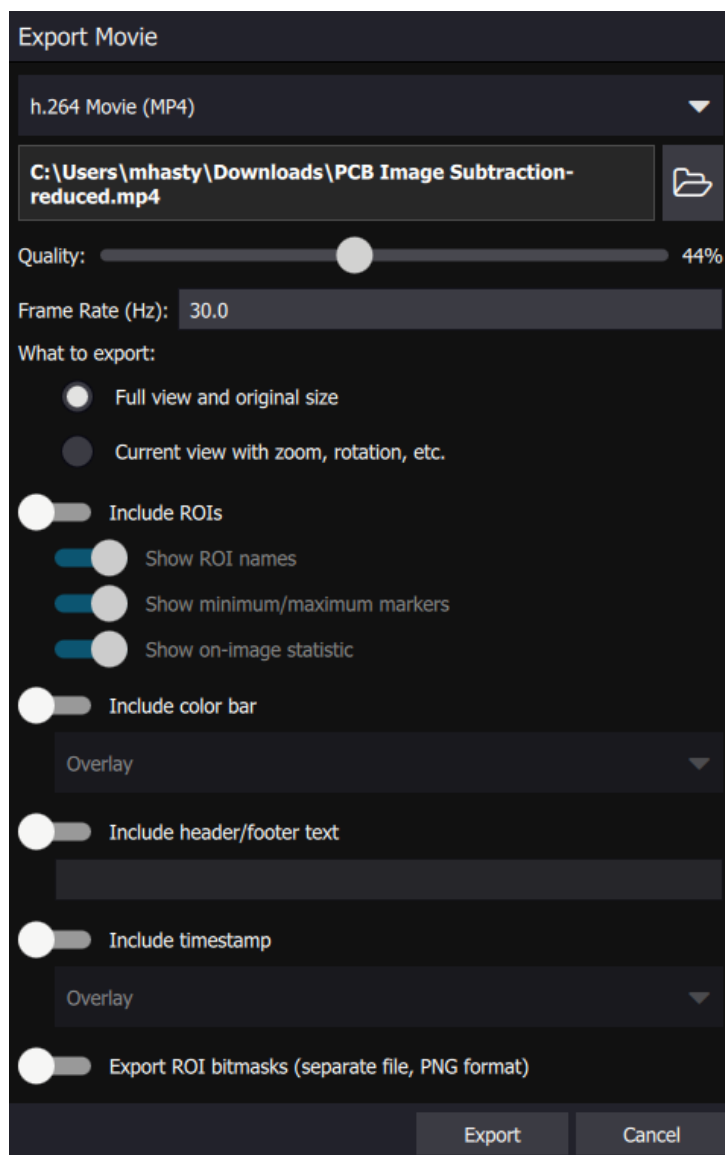 Export Movie
h.264 Movie (MP4)
C:\Users\mhasty\Downloads\PCB Image Subtraction-
reduced.mp4
Quality: 44%
Frame Rate (Hz): 30.0
What to export:
Full view and original size
Current view with zoom, rotation, etc.
Include ROIs
Show ROI names
Show minimum/maximum markers
Show on-image statistic
Include color bar
Overlay
Include header/footer text
Include timestamp
Overlay
Export ROI bitmasks (separate file, PNG format)
Export Cancel